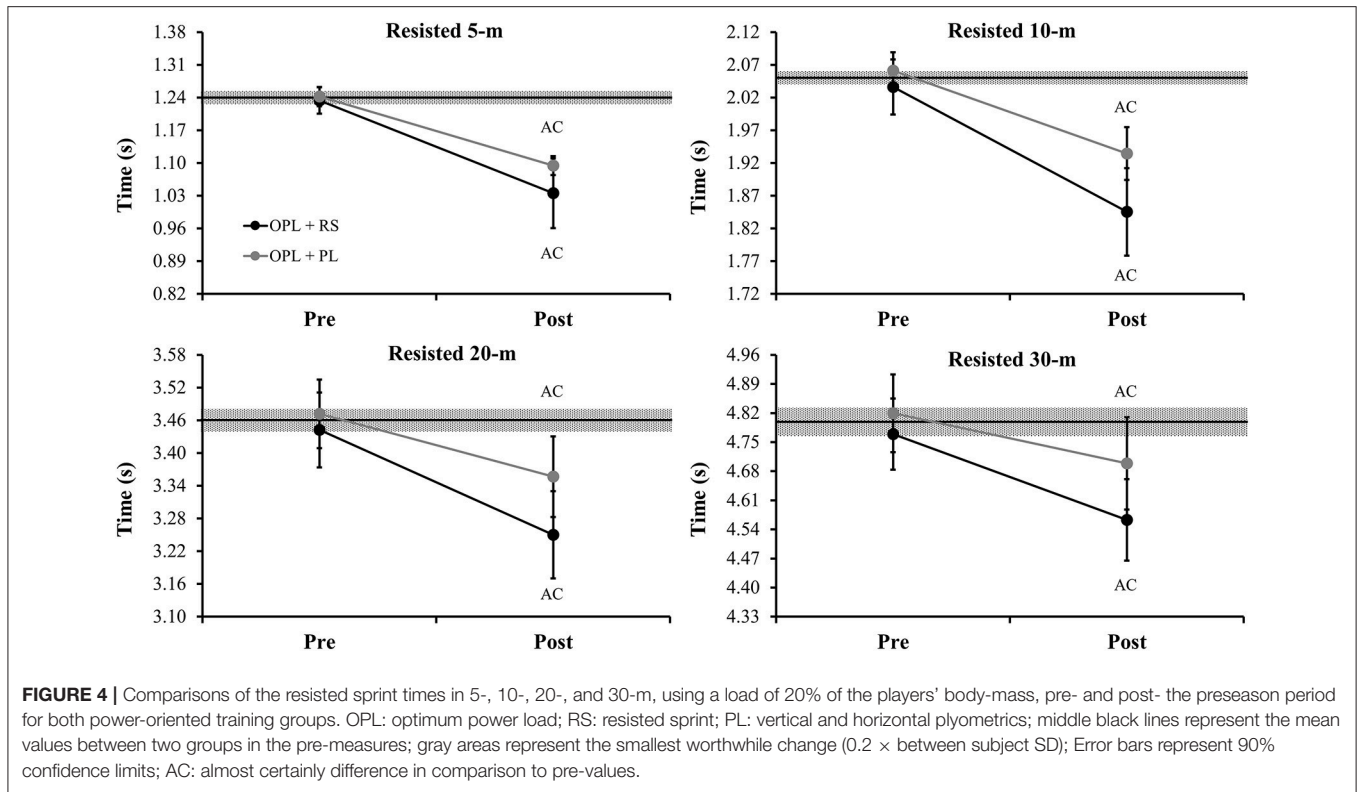 Resisted 5-m
1.38
1.31
1.24
1.17
1.10
1.03
0.96
0.89
0.82
Time (s)
AC
AC
OPL + RS
OPL + PL
Pre
Post
Resisted 10-m
2.12
2.07
2.02
1.97
1.92
1.87
1.82
1.77
1.72
Time (s)
AC
AC
Pre
Post
Resisted 20-m
3.58
3.52
3.46
3.40
3.34
3.28
3.22
3.16
3.10
Time (s)
AC
AC
Pre
Post
Resisted 30-m
4.96
4.89
4.82
4.75
4.68
4.61
4.54
4.47
4.40
4.33
Time (s)
AC
AC
Pre
Post
FIGURE 4 | Comparisons of the resisted sprint times in 5-, 10-, 20-, and 30-m, using a load of 20% of the players' body-mass, pre- and post- the preseason period
for both power-oriented training groups. OPL: optimum power load; RS: resisted sprint; PL: vertical and horizontal plyometrics; middle black lines represent the mean
values between two groups in the pre-measures; gray areas represent the smallest worthwhile change (0.2 × between subject SD); Error bars represent 90%
confidence limits; AC: almost certainly difference in comparison to pre-values.